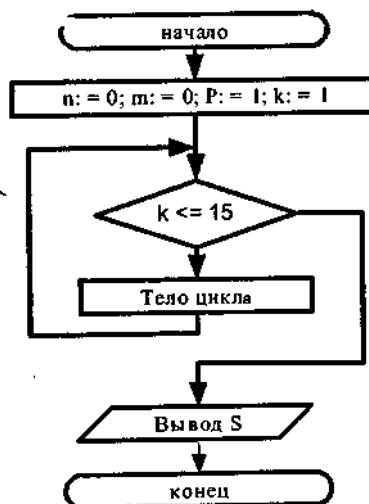 начало
n: = 0; m: = 0; P: = 1; k: = 1
k <= 15
Тело цикла
Вывод S
конец